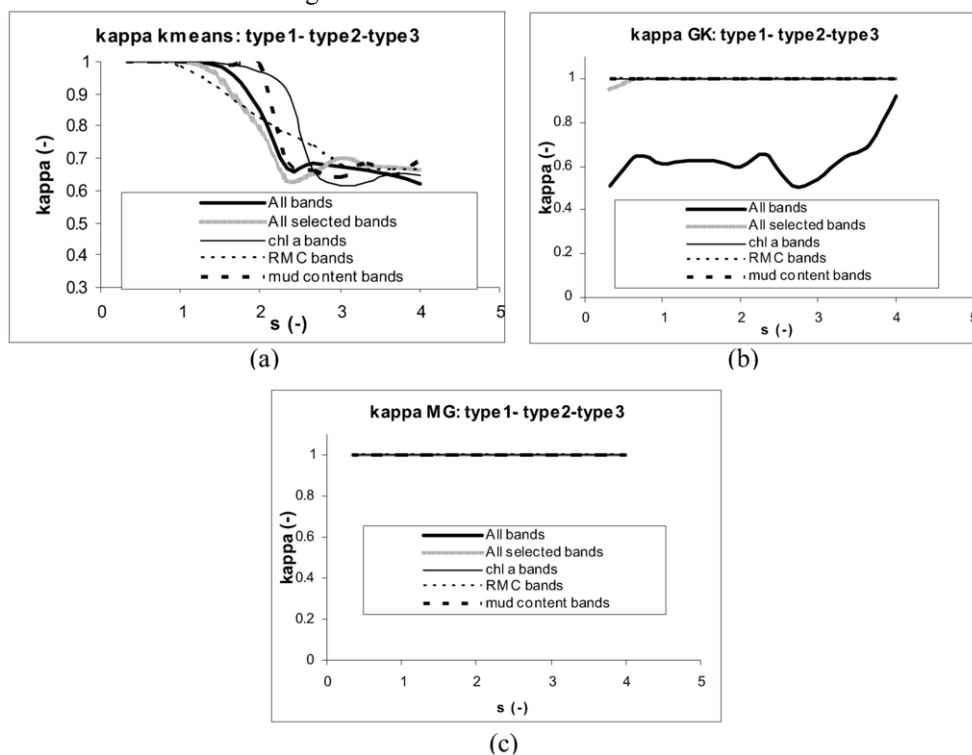 kappa kmeans: type1- type2-type3
1
0.9
0.8
0.7
0.6
0.5
0.4
0.3
kappa (-)
All bands
All selected bands
chl a bands
RMC bands
mud content bands
0 1 2 3 4 5
s (-)
(a)
kappa GK: type1- type2-type3
1
0.8
0.6
0.4
0.2
0
kappa (-)
All bands
All selected bands
chl a bands
RMC bands
mud content bands
0 1 2 3 4 5
s (-)
(b)
kappa MG: type1- type2-type3
1
0.8
0.6
0.4
0.2
0
kappa (-)
All bands
All selected bands
chl a bands
RMC bands
mud content bands
0 1 2 3 4 5
s (-)
(c)